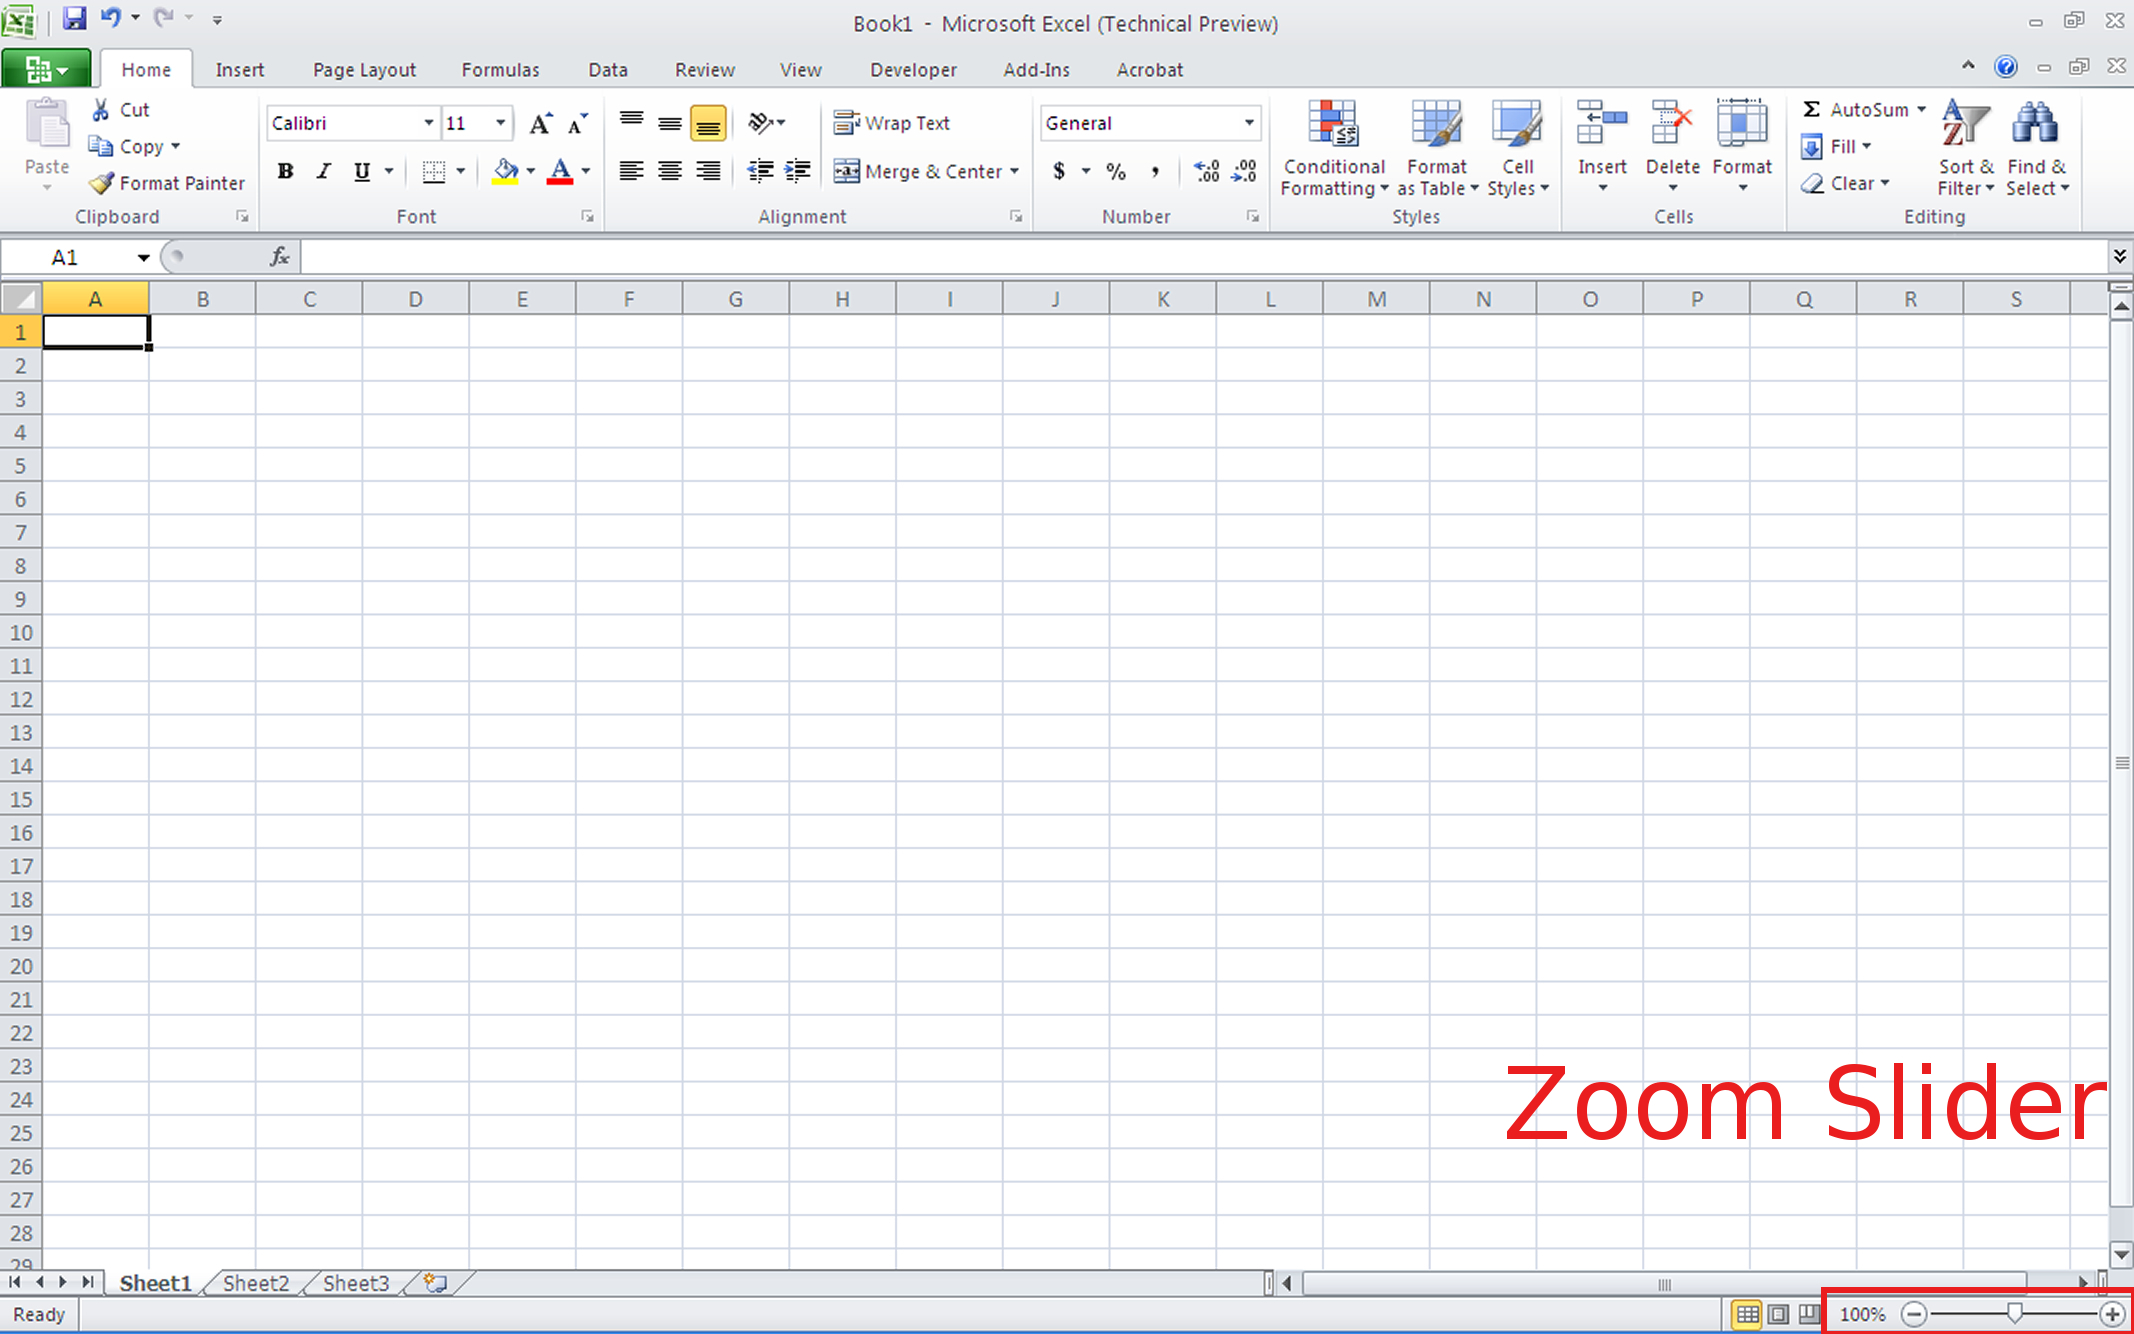 Book1 - Microsoft Excel (Technical Preview)
Home Insert Page Layout Formulas Data Review View Developer Add-Ins Acrobat
Paste
Cut
Copy
Format Painter
Clipboard
Calibri 11
B I U
Font
Wrap Text
Merge & Center
Alignment
General
$ % ,
Number
Conditional Formatting
Format as Table
Cell Styles
Styles
Insert
Delete
Format
Cells
Σ AutoSum
Fill
Clear
Sort & Filter
Find & Select
Editing
A1 fx
A B C D E F G H I J K L M N O P Q R S
1
2
3
4
5
6
7
8
9
10
11
12
13
14
15
16
17
18
19
20
21
22
23
24
25
26
27
28
29
Zoom Slider
Sheet1 Sheet2 Sheet3
Ready 100%